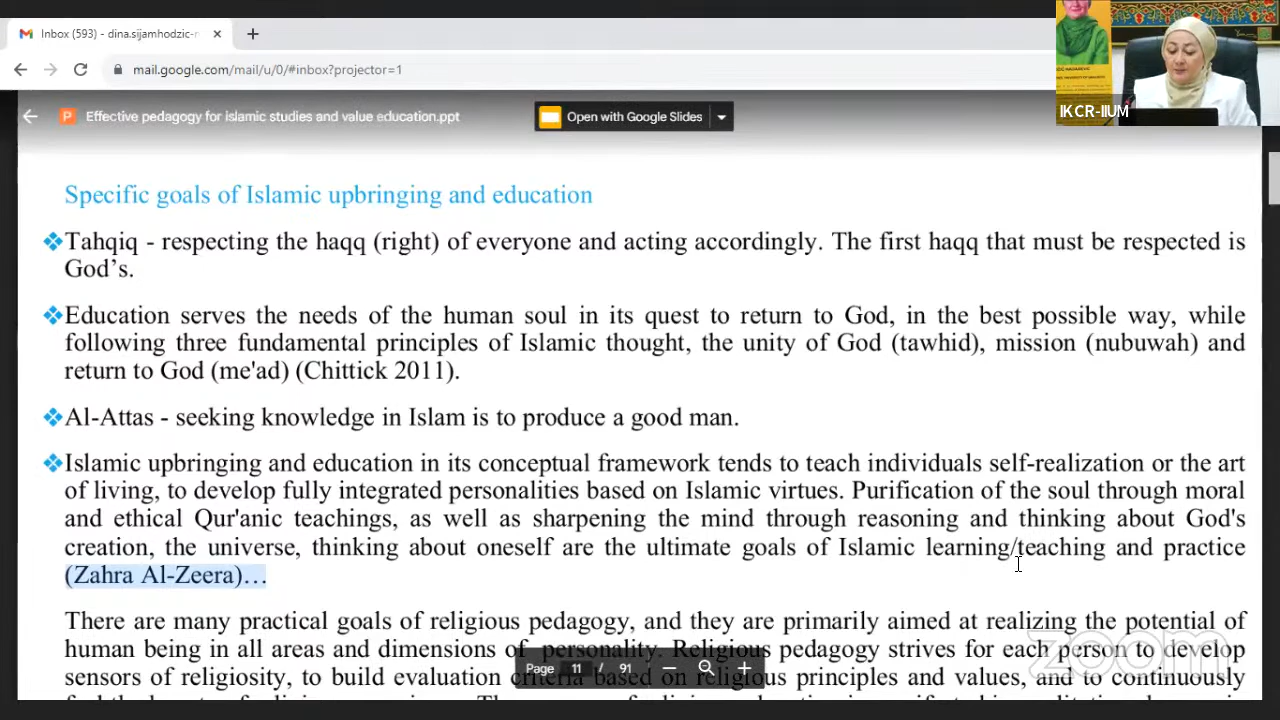 Inbox (593) - dina.sijamhodzic-r
mail.google.com/mail/u/0/#inbox?projector=1
IKCR-IIUM
P Effective pedagogy for islamic studies and value education.ppt
Open with Google Slides
Specific goals of Islamic upbringing and education
Tahqiq - respecting the haqq (right) of everyone and acting accordingly. The first haqq that must be respected is
God's.
Education serves the needs of the human soul in its quest to return to God, in the best possible way, while
following three fundamental principles of Islamic thought, the unity of God (tawhid), mission (nubuwah) and
return to God (me'ad) (Chittick 2011).
Al-Attas - seeking knowledge in Islam is to produce a good man.
Islamic upbringing and education in its conceptual framework tends to teach individuals self-realization or the art
of living, to develop fully integrated personalities based on Islamic virtues. Purification of the soul through moral
and ethical Qur'anic teachings, as well as sharpening the mind through reasoning and thinking about God's
creation, the universe, thinking about oneself are the ultimate goals of Islamic learning/teaching and practice
(Zahra Al-Zeera)…
There are many practical goals of religious pedagogy, and they are primarily aimed at realizing the potential of
human being in all areas and dimensions of personality. Religious pedagogy strives for each person to develop
sensors of religiosity, to build evaluation criteria based on religious principles and values, and to continuously
Page 11 / 91
zoom